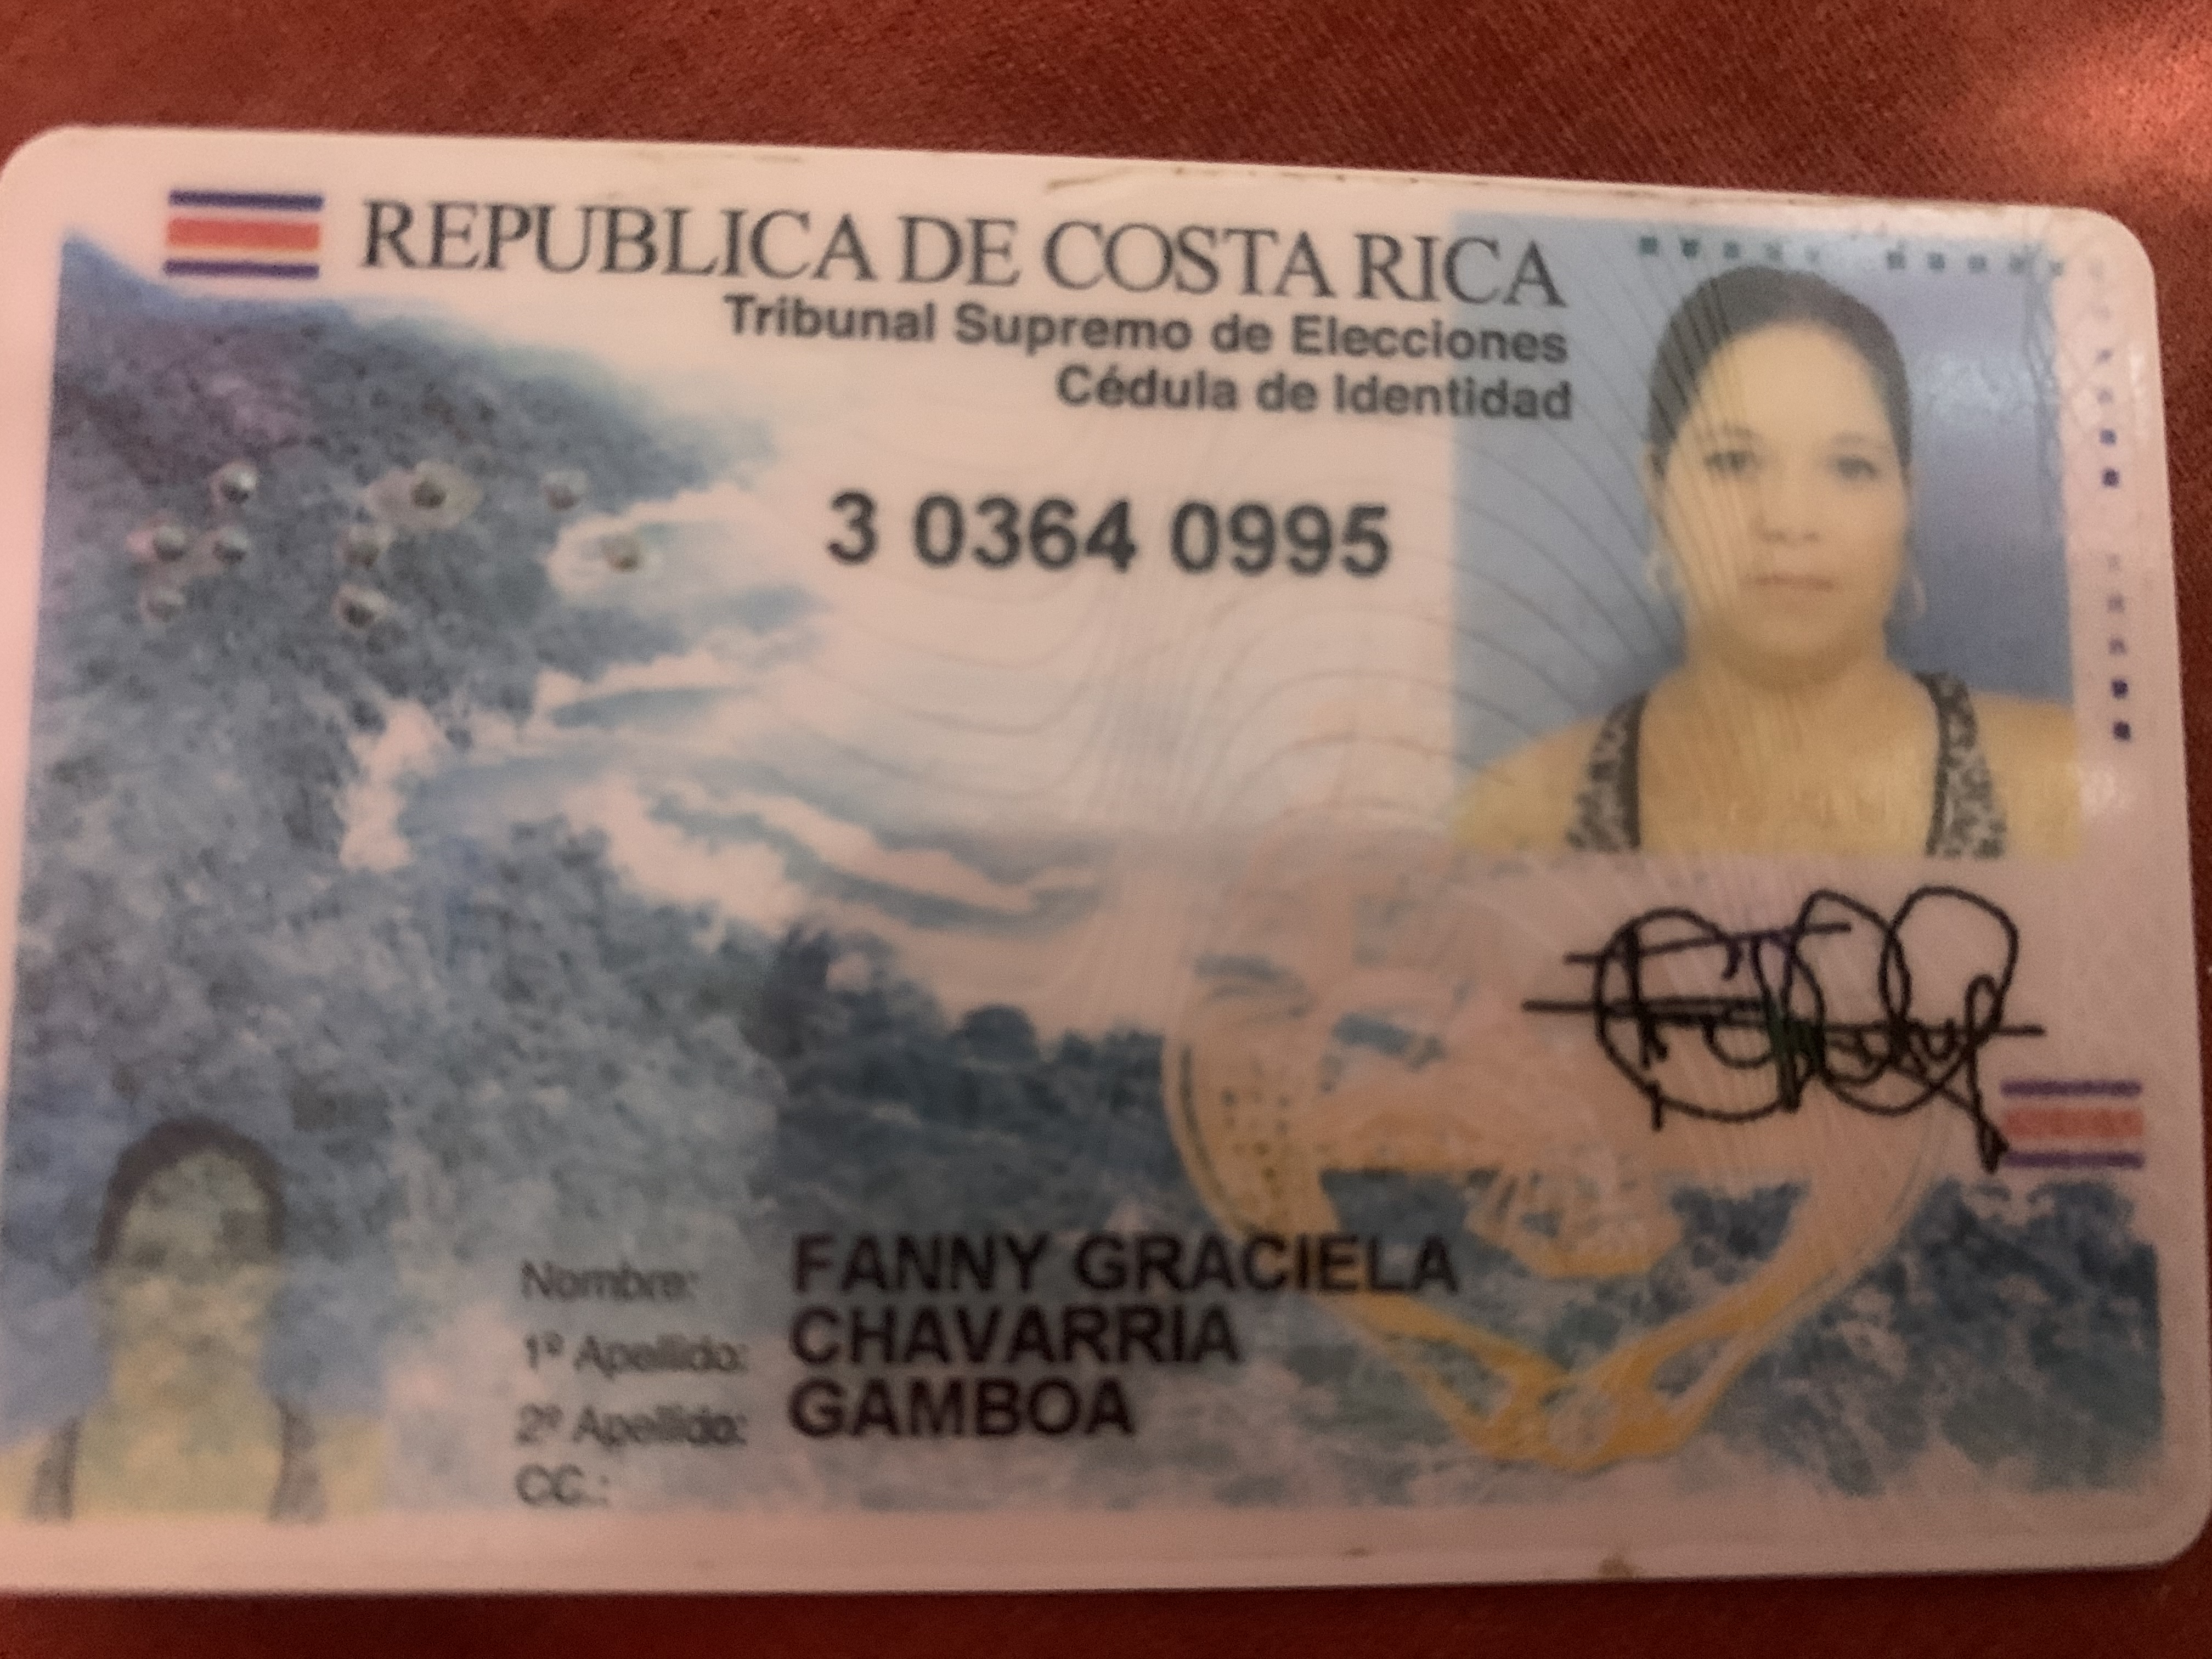 REPUBLICA DE COSTA RICA
Tribunal Supremo de Elecciones
Cédula de Identidad
3 0364 0995
Nombre: FANNY GRACIELA
1º Apellido: CHAVARRIA
2º Apellido: GAMBOA
CC.: